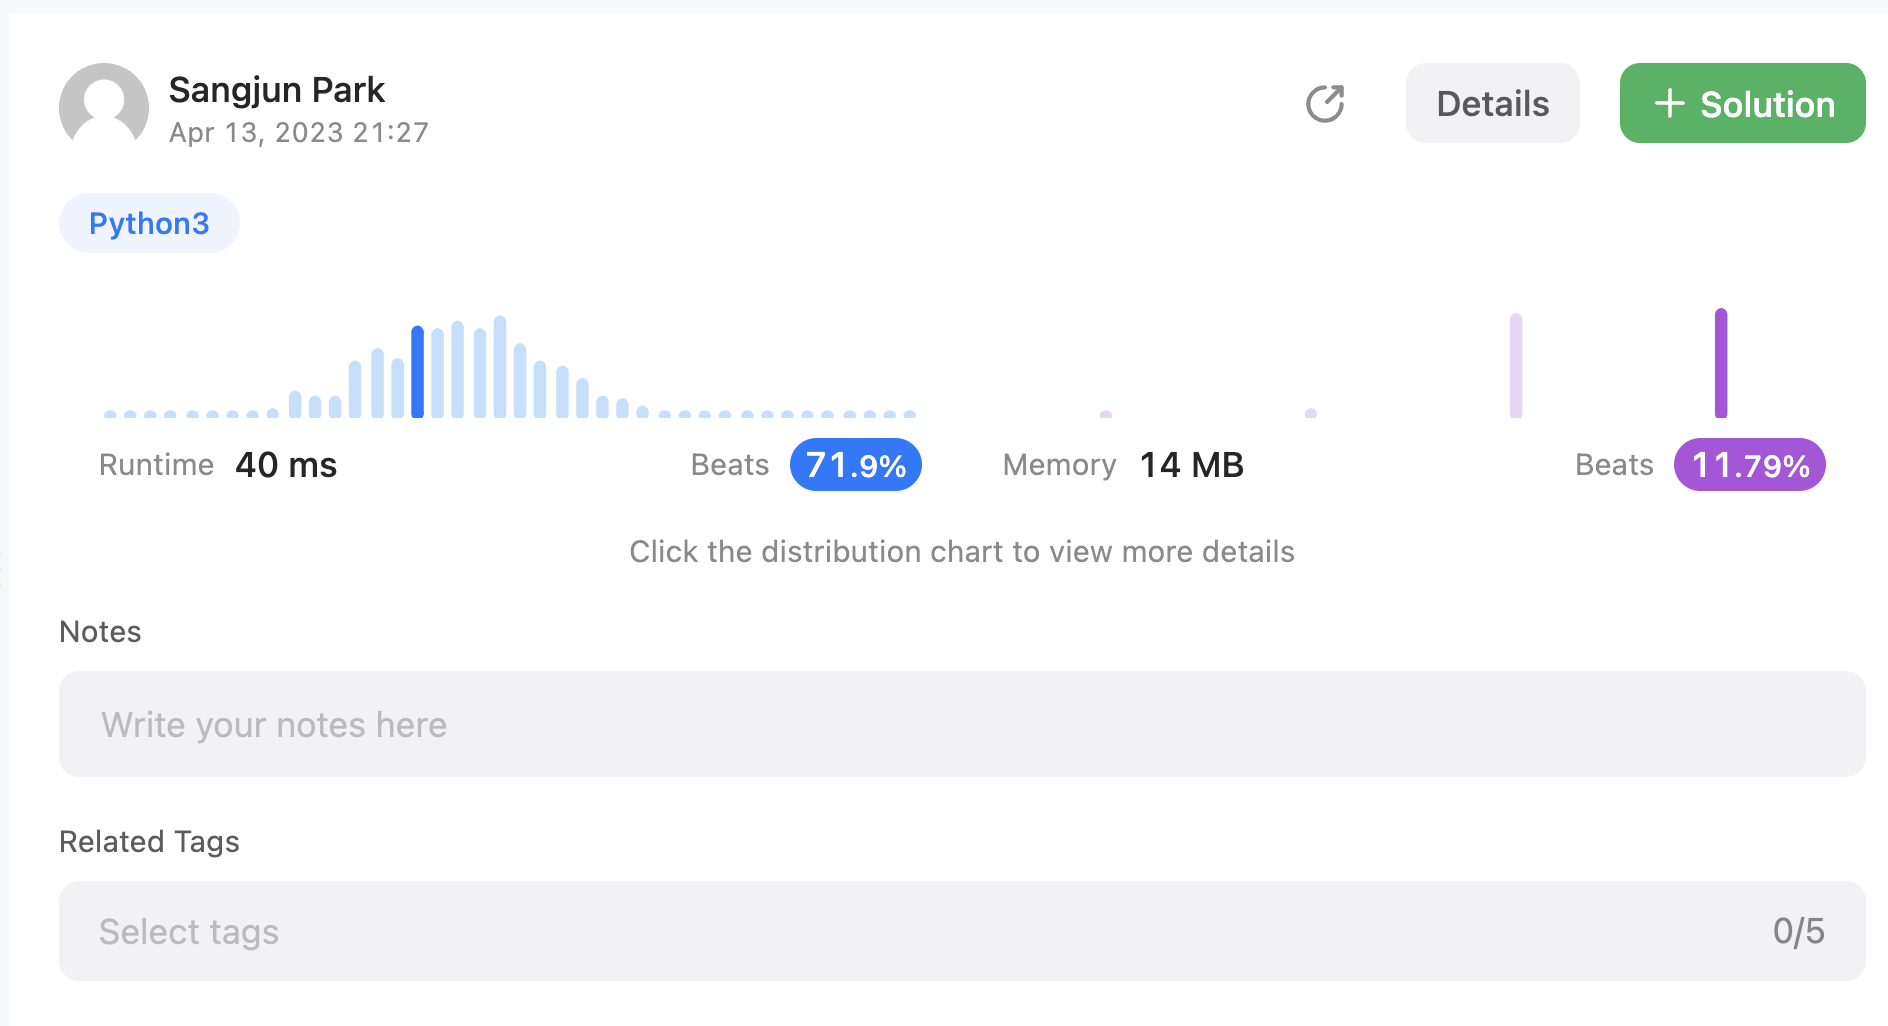 Sangjun Park
Apr 13, 2023 21:27
Details
+ Solution
Python3
Runtime 40 ms Beats 71.9% Memory 14 MB Beats 11.79%
Click the distribution chart to view more details
Notes
Write your notes here
Related Tags
Select tags 0/5